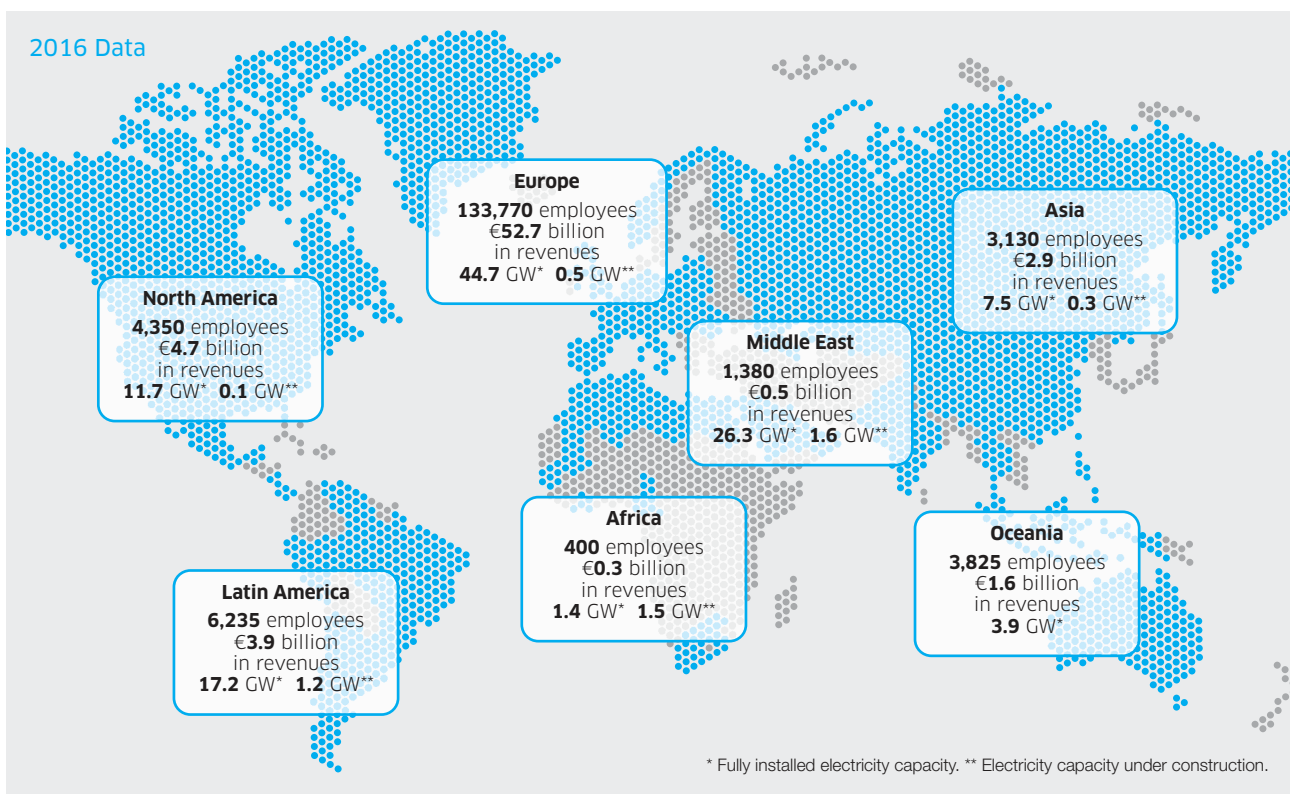 2016 Data
Europe
133,770 employees
€52.7 billion
in revenues
44.7 GW* 0.5 GW**
Asia
3,130 employees
€2.9 billion
in revenues
7.5 GW* 0.3 GW**
North America
4,350 employees
€4.7 billion
in revenues
11.7 GW* 0.1 GW**
Middle East
1,380 employees
€0.5 billion
in revenues
26.3 GW* 1.6 GW**
Africa
400 employees
€0.3 billion
in revenues
1.4 GW* 1.5 GW**
Oceania
3,825 employees
€1.6 billion
in revenues
3.9 GW*
Latin America
6,235 employees
€3.9 billion
in revenues
17.2 GW* 1.2 GW**
* Fully installed electricity capacity. ** Electricity capacity under construction.